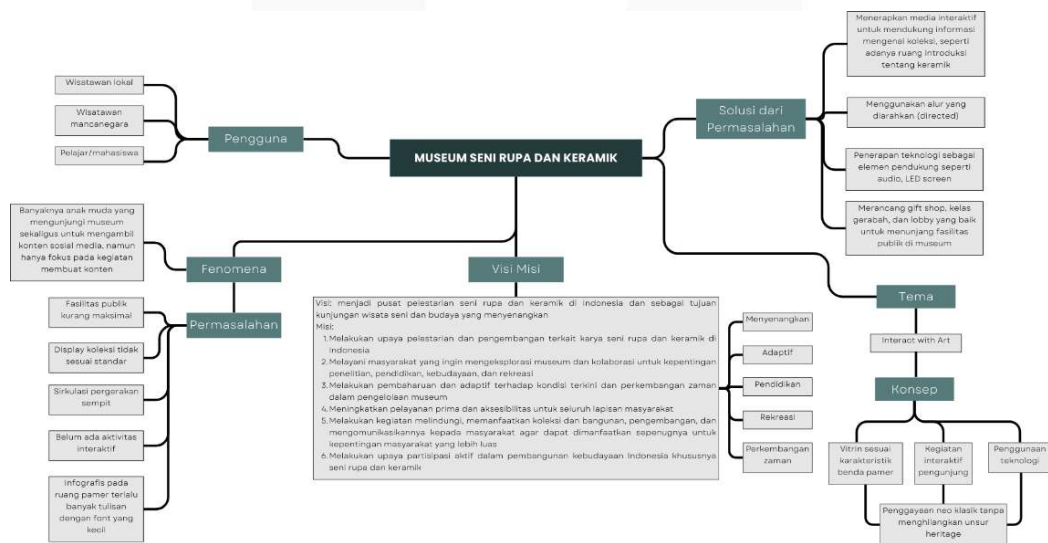 MUSEUM SENI RUPA DAN KERAMIK
Pengguna
Wisatawan lokal
Wisatawan
mancanegara
Pelajar/mahasiswa
Fenomena
Banyaknya anak muda yang
mengunjungi museum
sekaligus untuk mengambil
konten sosial media, namun
hanya fokus pada kegiatan
membuat konten
Permasalahan
Fasilitas publik
kurang maksimal
Display koleksi tidak
sesuai standar
Sirkulasi pergerakan
sempit
Belum ada aktivitas
interaktif
Infografis pada
ruang pamer terlalu
banyak tulisan
dengan font yang
kecil
Visi Misi
Visi: menjadi pusat pelestarian seni rupa dan keramik di Indonesia dan sebagai tujuan
kunjungan wisata seni dan budaya yang menyenangkan
Misi:
1. Melakukan upaya pelestarian dan pengembangan terkait karya seni rupa dan keramik di
Indonesia
2. Melayani masyarakat yang ingin mengeksplorasi museum dan kolaborasi untuk kepentingan
penelitian, pendidikan, kebudayaan, dan rekreasi
3. Melakukan pembaharuan dan adaptif terhadap kondisi terkini dan perkembangan zaman
dalam pengelolaan museum
4. Meningkatkan pelayanan prima dan aksesibilitas untuk seluruh lapisan masyarakat
5. Melakukan kegiatan melindungi, memanfaatkan koleksi dan bangunan, pengembangan, dan
mengomunikasikannya kepada masyarakat agar dapat dimanfaatkan sepenugnya untuk
kepentingan masyarakat yang lebih luas
6. Melakukan upaya partisipasi aktif dalam pembangunan kebudayaan Indonesia khususnya
seni rupa dan keramik
Menyenangkan
Adaptif
Pendidikan
Rekreasi
Perkembangan
zaman
Solusi dari
Permasalahan
Menerapkan media interaktif
untuk mendukung informasi
mengenai koleksi, seperti
adanya ruang introduksi
tentang keramik
Menggunakan alur yang
diarahkan (directed)
Penerapan teknologi sebagai
elemen pendukung seperti
audio, LED screen
Merancang gift shop, kelas
gerabah, dan lobby yang baik
untuk menunjang fasilitas
publik di museum
Tema
Interact with Art
Konsep
Vitrin sesuai
karakteristik
benda pamer
Kegiatan
interaktif
pengunjung
Penggunaan
teknologi
Penggayaan neo klasik tanpa
menghilangkan unsur
heritage